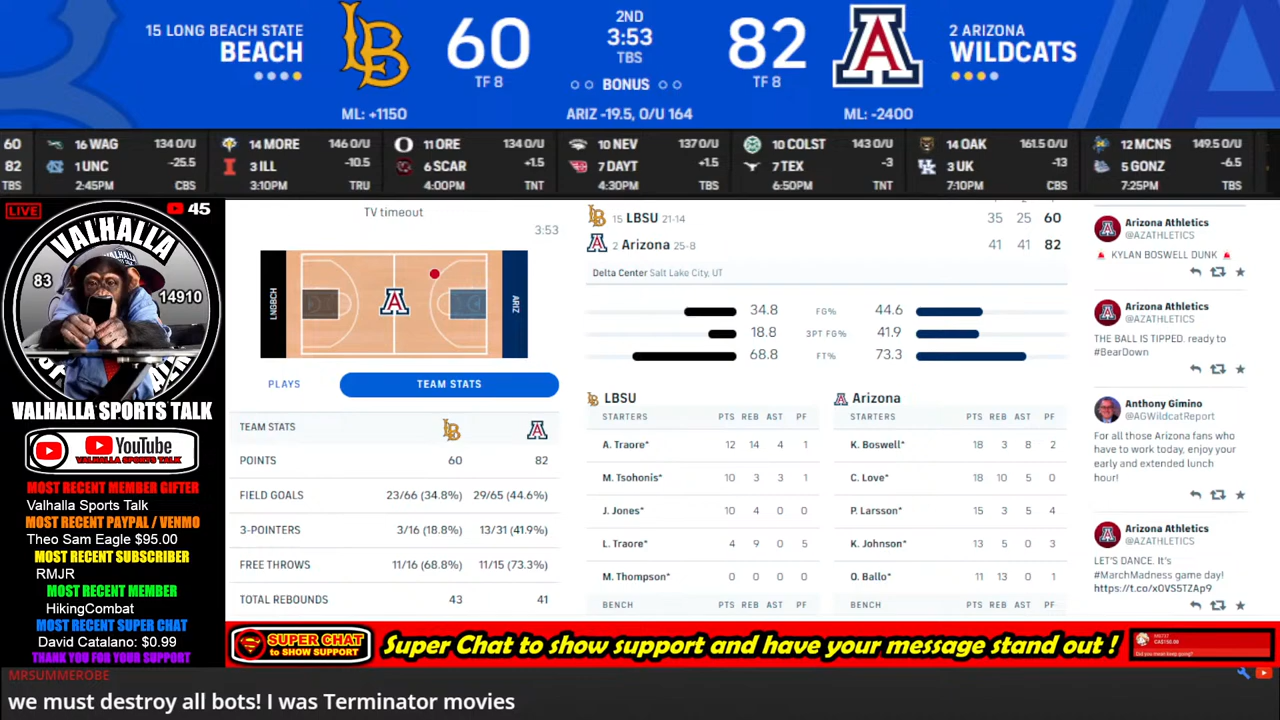 15 LONG BEACH STATE
BEACH
LB
60
TF 8
ML: +1150
2ND
3:53
TBS
BONUS
ARIZ -19.5, O/U 164
82
TF 8
ML: -2400
A
2 ARIZONA
WILDCATS
60
82
TBS
16 WAG 134 O/U
1 UNC -25.5
2:45PM CBS
14 MORE 146 O/U
3 ILL -10.5
3:10PM TRU
11 ORE 134 O/U
6 SCAR +1.5
4:00PM TNT
10 NEV 137 O/U
7 DAYT +1.5
4:30PM TBS
10 COLST 143 O/U
7 TEX -3
6:50PM TNT
14 OAK 161.5 O/U
3 UK -13
7:10PM CBS
12 MCNS 149.5 O/U
5 GONZ -6.5
7:25PM TBS
LIVE
45
VALHALLA
83
14910
VALHALLA SPORTS TALK
YouTube
VALHALLA SPORTS TALK
MOST RECENT MEMBER GIFTER
Valhalla Sports Talk
MOST RECENT PAYPAL / VENMO
Theo Sam Eagle $95.00
MOST RECENT SUBSCRIBER
RMJR
MOST RECENT MEMBER
HikingCombat
MOST RECENT SUPER CHAT
David Catalano: $0.99
THANK YOU FOR YOUR SUPPORT
TV timeout
3:53
LNGBCH
A
ARIZ
PLAYS
TEAM STATS
TEAM STATS
POINTS 60 82
FIELD GOALS 23/66 (34.8%) 29/65 (44.6%)
3-POINTERS 3/16 (18.8%) 13/31 (41.9%)
FREE THROWS 11/16 (68.8%) 11/15 (73.3%)
TOTAL REBOUNDS 43 41
15 LBSU 21-14 35 25 60
2 Arizona 25-8 41 41 82
Delta Center Salt Lake City, UT
34.8 FG% 44.6
18.8 3PT FG% 41.9
68.8 FT% 73.3
LBSU
STARTERS PTS REB AST PF
A. Traore* 12 14 4 1
M. Tsohonis* 10 3 3 1
J. Jones* 10 4 0 0
L. Traore* 4 9 0 5
M. Thompson* 0 0 0 0
BENCH PTS REB AST PF
Arizona
STARTERS PTS REB AST PF
K. Boswell* 18 3 8 2
C. Love* 18 10 5 0
P. Larsson* 15 3 5 4
K. Johnson* 13 5 0 3
O. Ballo* 11 13 0 1
BENCH PTS REB AST PF
Arizona Athletics
@AZATHLETICS
KYLAN BOSWELL DUNK
Arizona Athletics
@AZATHLETICS
THE BALL IS TIPPED. ready to
#BearDown
Anthony Gimino
@AGWildcatReport
For all those Arizona fans who
have to work today, enjoy your
early and extended lunch
hour!
Arizona Athletics
@AZATHLETICS
LET'S DANCE. It's
#MarchMadness game day!
https://t.co/xOVS5TZAp9
SUPER CHAT
to SHOW SUPPORT
Super Chat to show support and have your message stand out !
MRSUMMEROBE
we must destroy all bots! I was Terminator movies